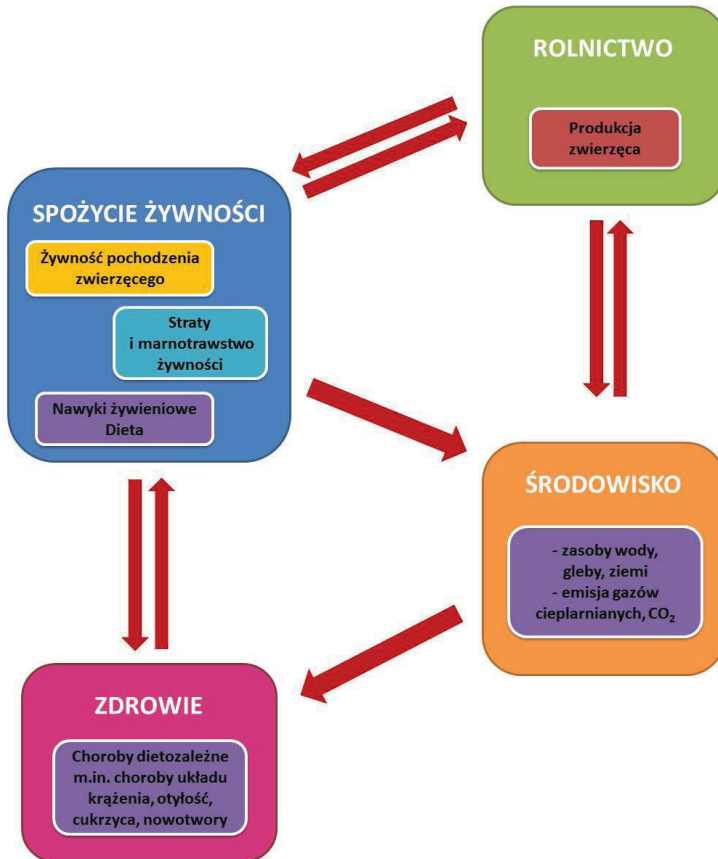 ROLNICTWO
Produkcja
zwierzęca
SPOŻYCIE ŻYWNOŚCI
Żywność pochodzenia
zwierzęcego
Straty
i marnotrawstwo
żywności
Nawyki żywieniowe
Dieta
ŚRODOWISKO
- zasoby wody,
gleby, ziemi
- emisja gazów
cieplarnianych, CO₂
ZDROWIE
Choroby dietozależne
m.in. choroby układu
krążenia, otyłość,
cukrzyca, nowotwory